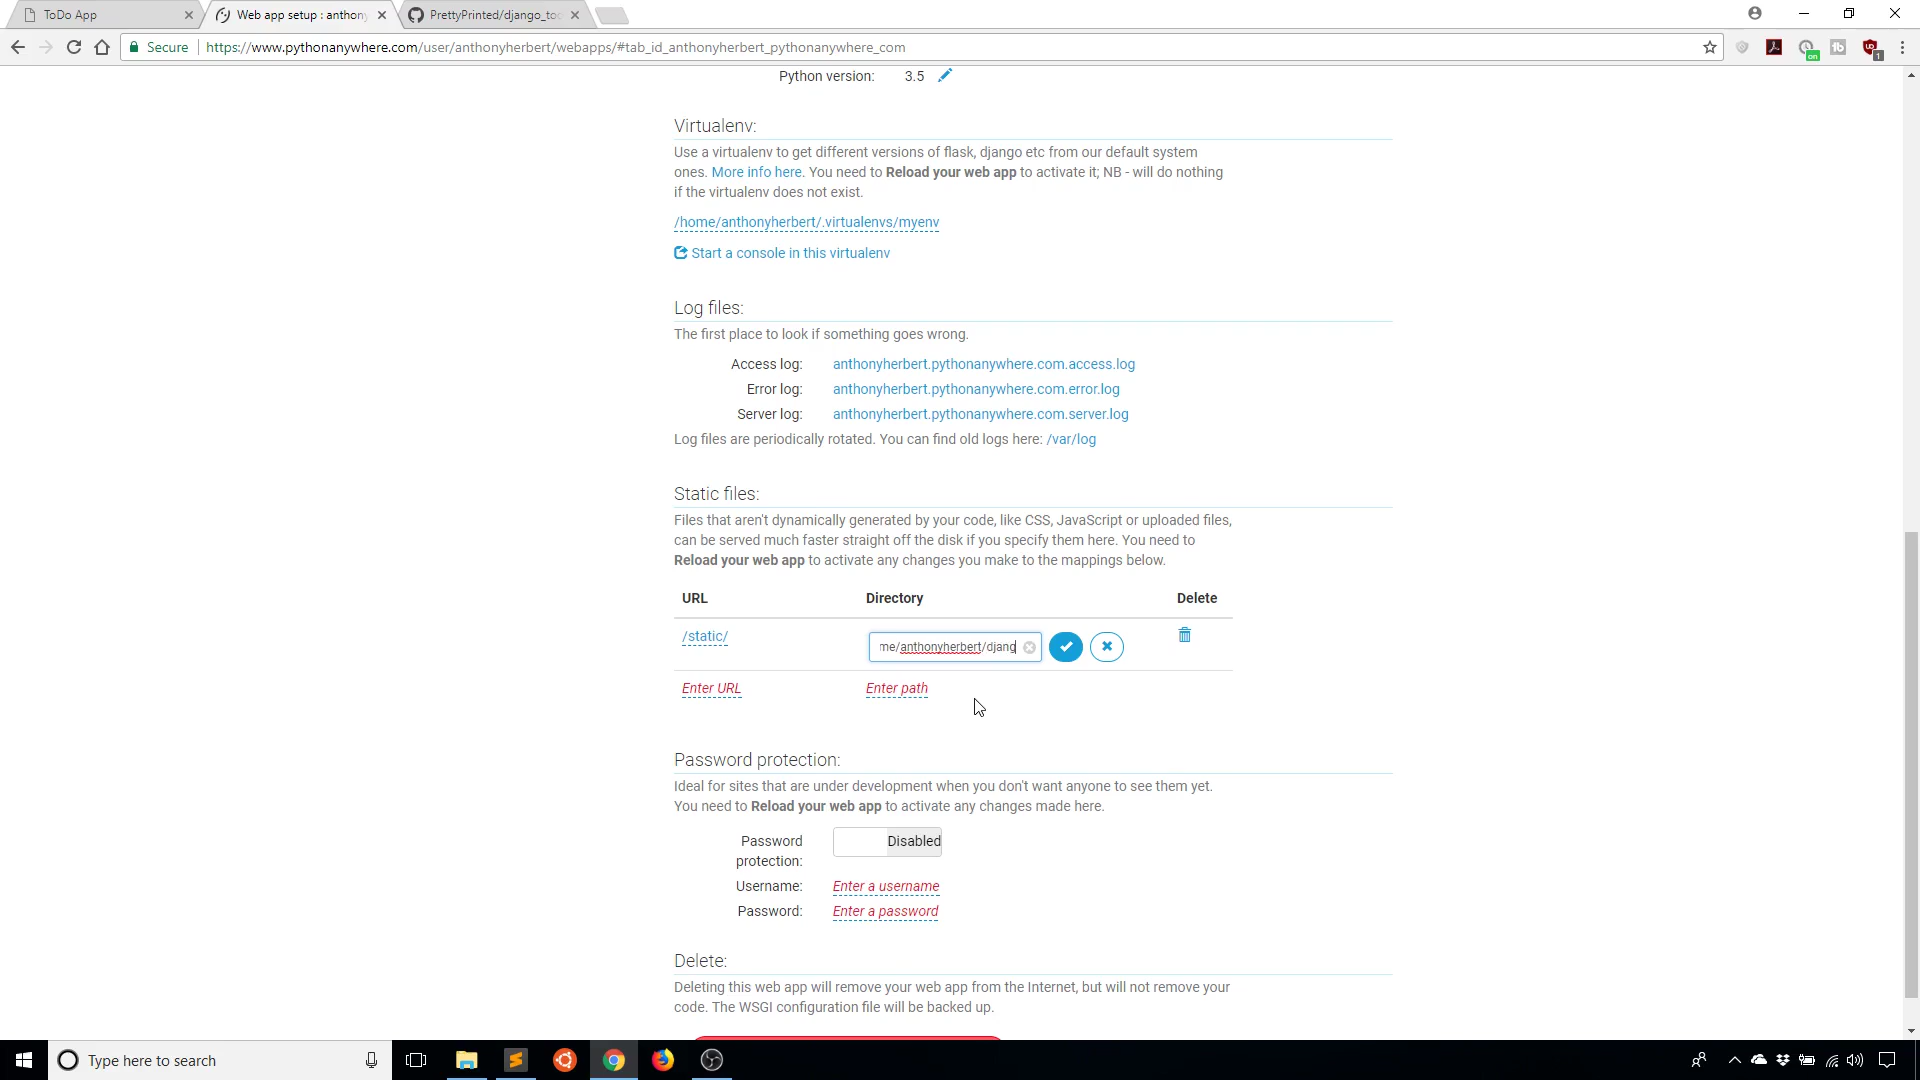 ToDo App
Web app setup : anthony
PrettyPrinted/django_to
Secure
https://www.pythonanywhere.com/user/anthonyherbert/webapps/#tab_id_anthonyherbert_pythonanywhere_com
Python version: 3.5
Virtualenv:
Use a virtualenv to get different versions of flask, django etc from our default system
ones. More info here. You need to Reload your web app to activate it; NB - will do nothing
if the virtualenv does not exist.
/home/anthonyherbert/.virtualenvs/myenv
Start a console in this virtualenv
Log files:
The first place to look if something goes wrong.
Access log: anthonyherbert.pythonanywhere.com.access.log
Error log: anthonyherbert.pythonanywhere.com.error.log
Server log: anthonyherbert.pythonanywhere.com.server.log
Log files are periodically rotated. You can find old logs here: /var/log
Static files:
Files that aren't dynamically generated by your code, like CSS, JavaScript or uploaded files,
can be served much faster straight off the disk if you specify them here. You need to
Reload your web app to activate any changes you make to the mappings below.
URL Directory Delete
/static/ me/anthonyherbert/djang
Enter URL Enter path
Password protection:
Ideal for sites that are under development when you don't want anyone to see them yet.
You need to Reload your web app to activate any changes made here.
Password
protection: Disabled
Username: Enter a username
Password: Enter a password
Delete:
Deleting this web app will remove your web app from the Internet, but will not remove your
code. The WSGI configuration file will be backed up.
Type here to search